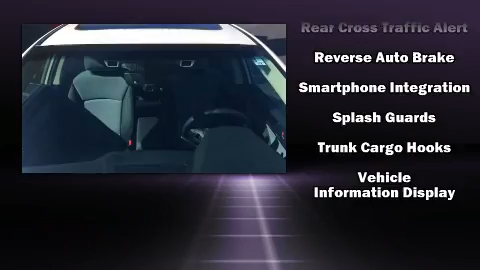 Rear Cross Traffic Alert
Reverse Auto Brake
Smartphone Integration
Splash Guards
Trunk Cargo Hooks
Vehicle
Information Display